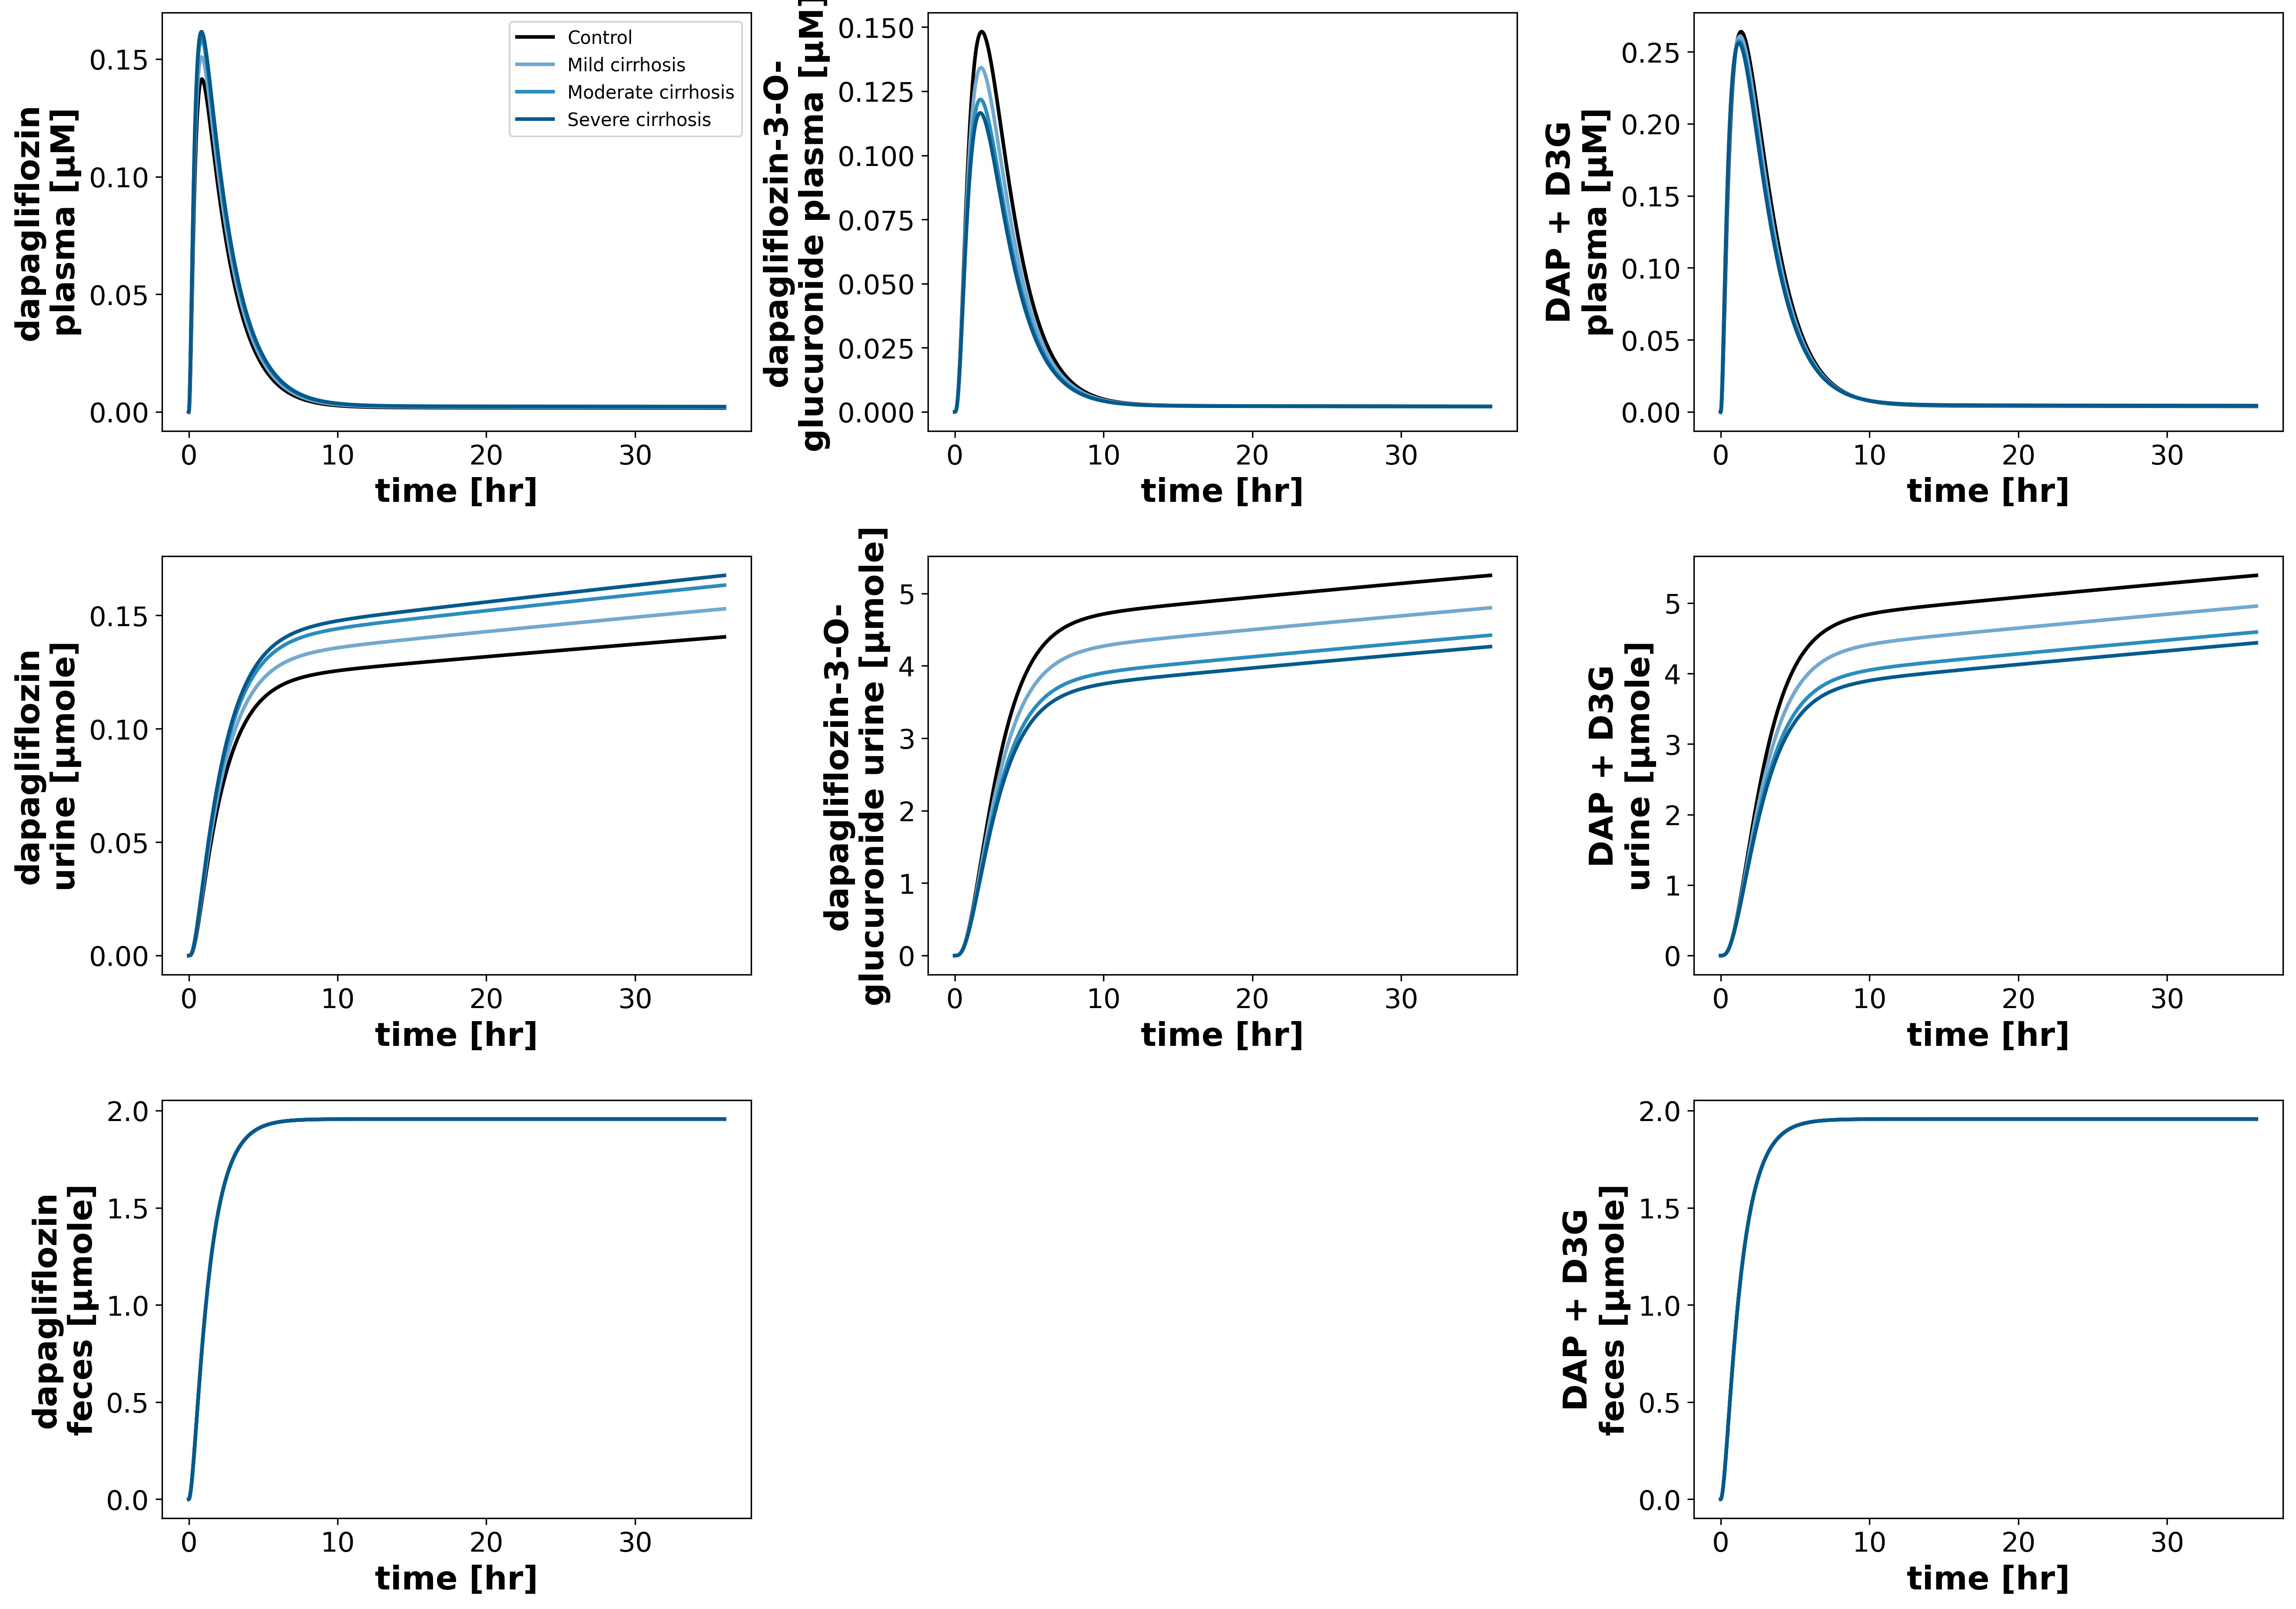 dapagliflozin
plasma [µM]
0.15
0.10
0.05
0.00
0
10
20
30
time [hr]
Control
Mild cirrhosis
Moderate cirrhosis
Severe cirrhosis
dapagliflozin-3-O-
glucuronide plasma [µM]
0.150
0.125
0.100
0.075
0.050
0.025
0.000
0
10
20
30
time [hr]
DAP + D3G
plasma [µM]
0.25
0.20
0.15
0.10
0.05
0.00
0
10
20
30
time [hr]
dapagliflozin
urine [µmole]
0.15
0.10
0.05
0.00
0
10
20
30
time [hr]
dapagliflozin-3-O-
glucuronide urine [µmole]
5
4
3
2
1
0
0
10
20
30
time [hr]
DAP + D3G
urine [µmole]
5
4
3
2
1
0
0
10
20
30
time [hr]
dapagliflozin
feces [µmole]
2.0
1.5
1.0
0.5
0.0
0
10
20
30
time [hr]
DAP + D3G
feces [µmole]
2.0
1.5
1.0
0.5
0.0
0
10
20
30
time [hr]